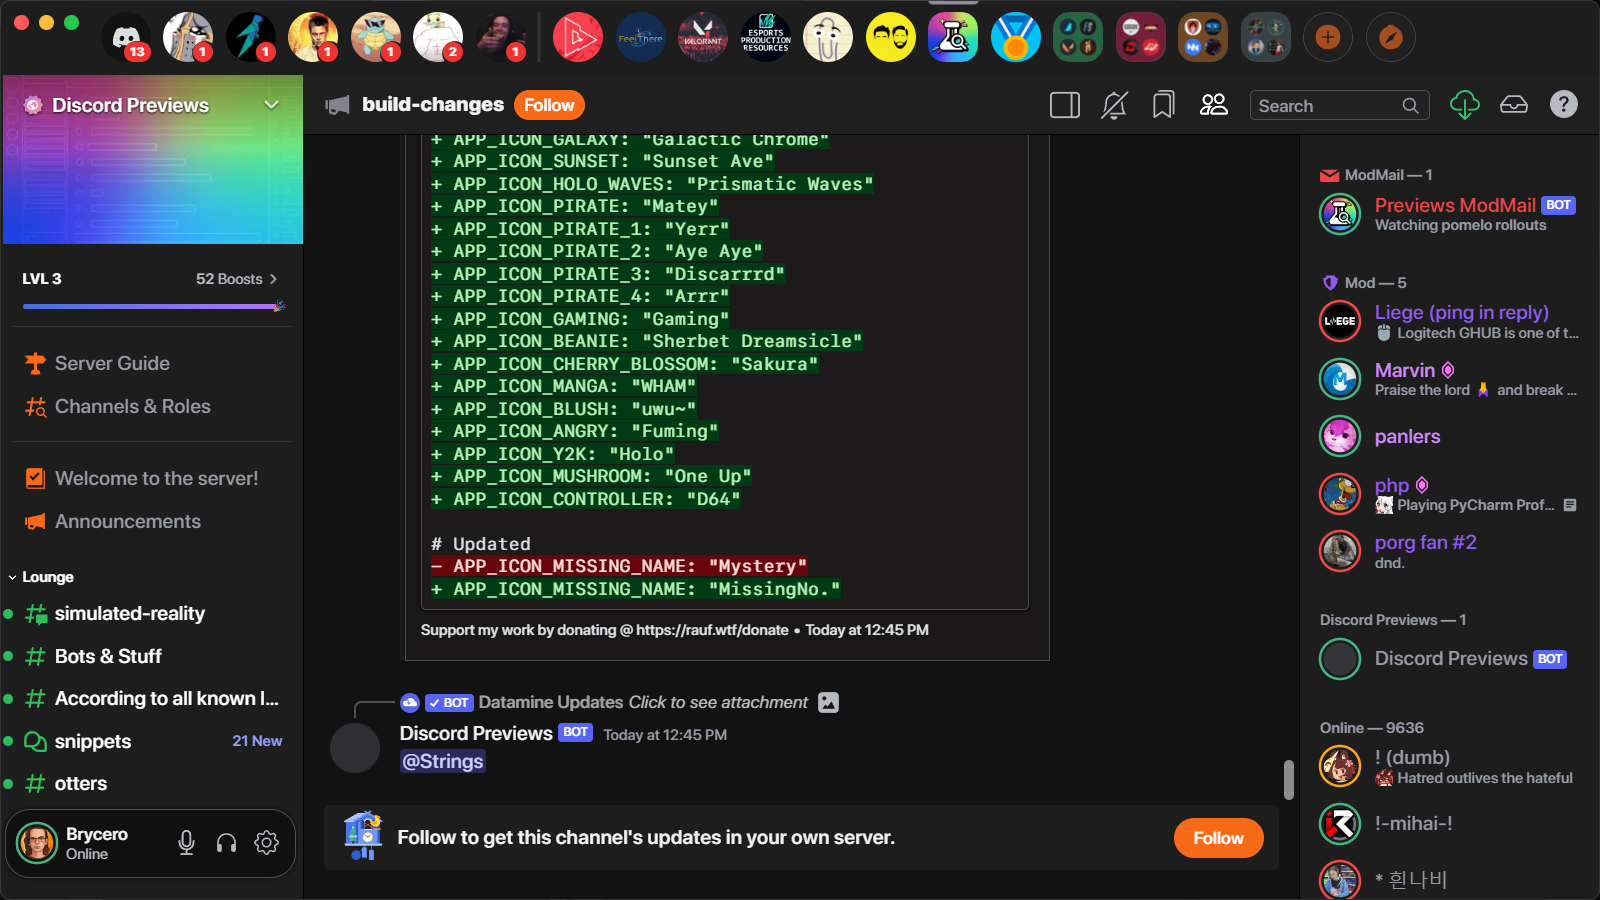 13
1
1
1
1
2
1
FeelThere
VALORANT
ESPORTS
PRODUCTION
RESOURCES
Discord Previews
LVL 3
52 Boosts
Server Guide
Channels & Roles
Welcome to the server!
Announcements
Lounge
simulated-reality
Bots & Stuff
According to all known l...
snippets
21 New
otters
Brycero
Online
build-changes
Follow
Search
+ APP_ICON_GALAXY: "Galactic Chrome"
+ APP_ICON_SUNSET: "Sunset Ave"
+ APP_ICON_HOLO_WAVES: "Prismatic Waves"
+ APP_ICON_PIRATE: "Matey"
+ APP_ICON_PIRATE_1: "Yerr"
+ APP_ICON_PIRATE_2: "Aye Aye"
+ APP_ICON_PIRATE_3: "Discarrrd"
+ APP_ICON_PIRATE_4: "Arrr"
+ APP_ICON_GAMING: "Gaming"
+ APP_ICON_BEANIE: "Sherbet Dreamsicle"
+ APP_ICON_CHERRY_BLOSSOM: "Sakura"
+ APP_ICON_MANGA: "WHAM"
+ APP_ICON_BLUSH: "uwu~"
+ APP_ICON_ANGRY: "Fuming"
+ APP_ICON_Y2K: "Holo"
+ APP_ICON_MUSHROOM: "One Up"
+ APP_ICON_CONTROLLER: "D64"
# Updated
- APP_ICON_MISSING_NAME: "Mystery"
+ APP_ICON_MISSING_NAME: "MissingNo."
Support my work by donating @ https://rauf.wtf/donate • Today at 12:45 PM
BOT Datamine Updates Click to see attachment
Discord Previews BOT Today at 12:45 PM
@Strings
Follow to get this channel's updates in your own server.
Follow
ModMail — 1
Previews ModMail BOT
Watching pomelo rollouts
Mod — 5
LIEGE
Liege (ping in reply)
Logitech GHUB is one of t...
Marvin
Praise the lord and break ...
panlers
php
Playing PyCharm Prof...
porg fan #2
dnd.
Discord Previews — 1
Discord Previews BOT
Online — 9636
! (dumb)
Hatred outlives the hateful
!-mihai-!
* 흰나비